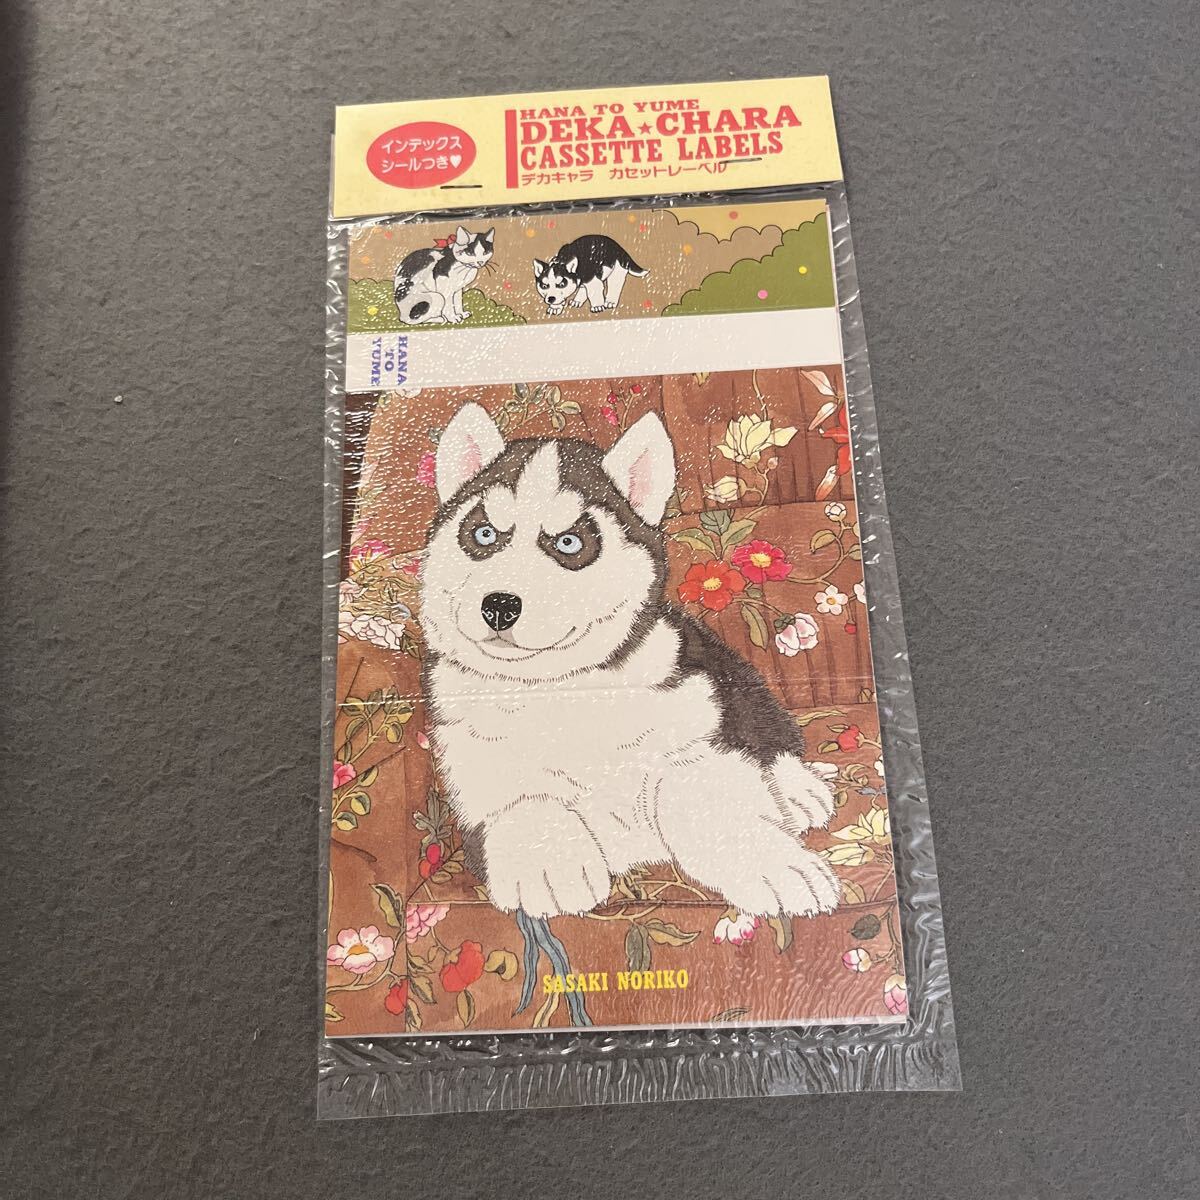 インデックス
シールつき♥
HANA TO YUME
DEKA★CHARA
CASSETTE LABELS
デカキャラ カセットレーベル
HANA
TO
YUME
SASAKI NORIKO